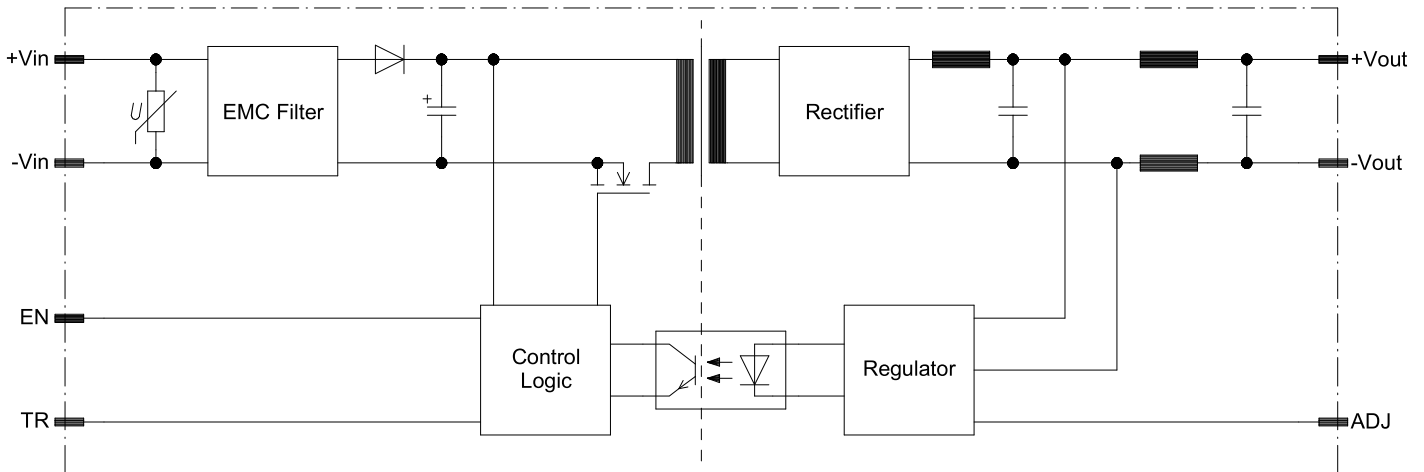 +Vin
EMC Filter
U
+
Rectifier
+Vout
-Vin
-Vout
EN
Control
Logic
Regulator
TR
ADJ